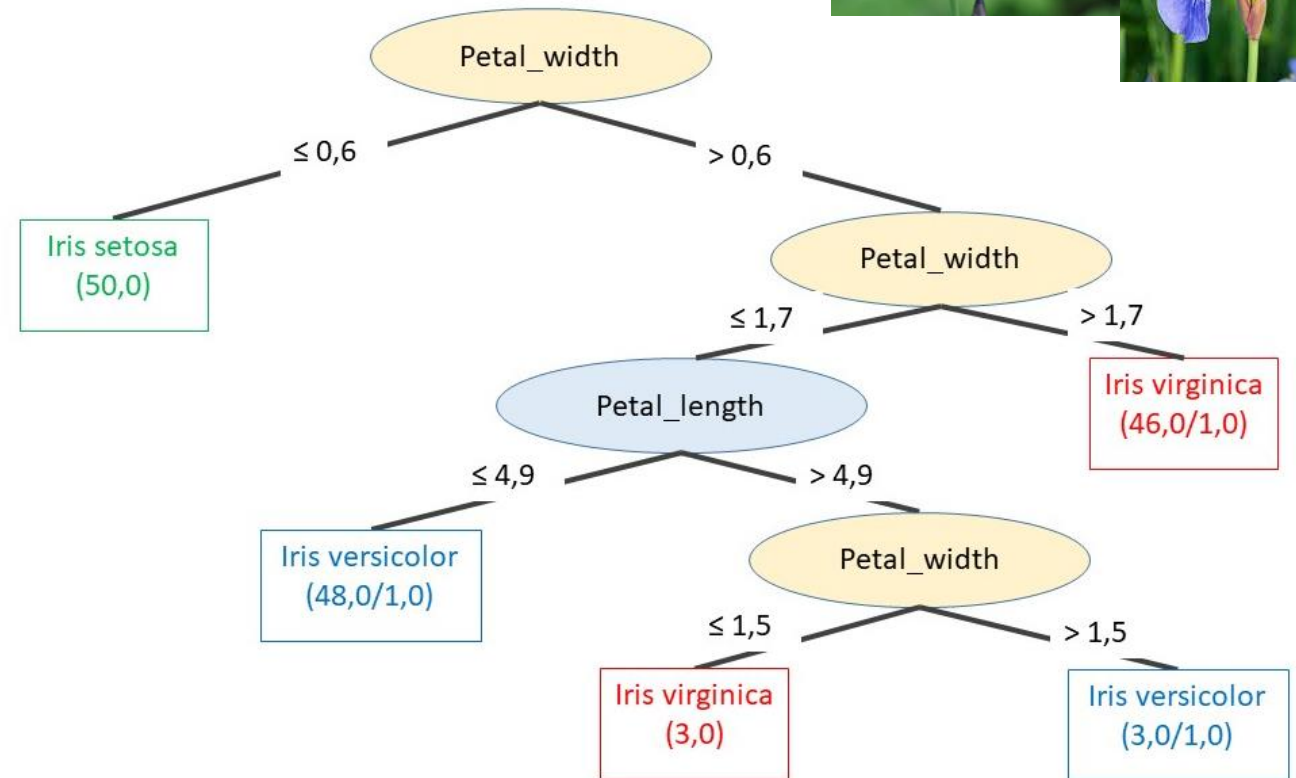 Petal_width
≤ 0,6
> 0,6
Iris setosa
(50,0)
Petal_width
≤ 1,7
> 1,7
Petal_length
Iris virginica
(46,0/1,0)
≤ 4,9
> 4,9
Iris versicolor
(48,0/1,0)
Petal_width
≤ 1,5
> 1,5
Iris virginica
(3,0)
Iris versicolor
(3,0/1,0)